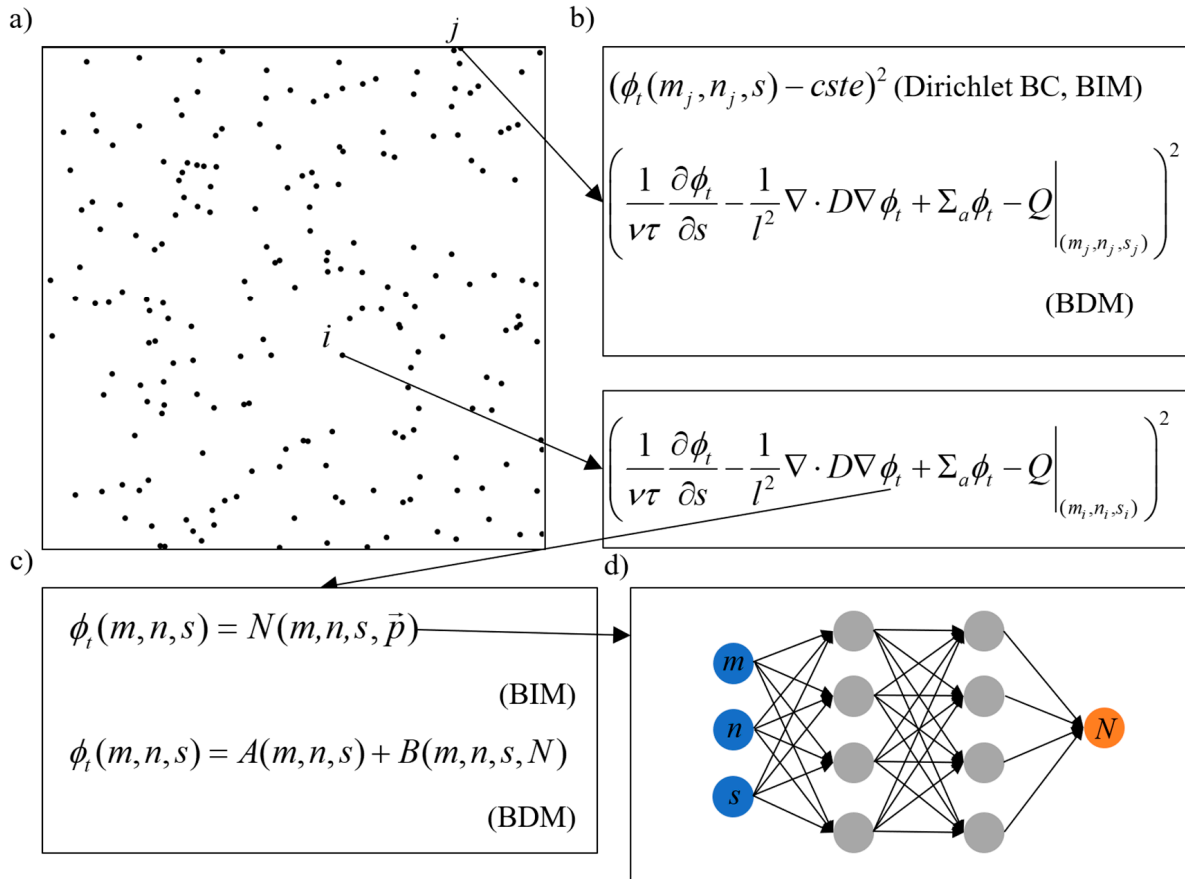 a)
j
i
b)
(ϕ_t(m_j, n_j, s) − cste)² (Dirichlet BC, BIM)
(1/(ντ) ∂ϕ_t/∂s − 1/l² ∇·D∇ϕ_t + Σ_a ϕ_t − Q|_(m_j, n_j, s_j))²
(BDM)
(1/(ντ) ∂ϕ_t/∂s − 1/l² ∇·D∇ϕ_t + Σ_a ϕ_t − Q|_(m_i, n_i, s_i))²
c)
ϕ_t(m, n, s) = N(m, n, s, p⃗)
(BIM)
ϕ_t(m, n, s) = A(m, n, s) + B(m, n, s, N)
(BDM)
d)
m
n
s
N